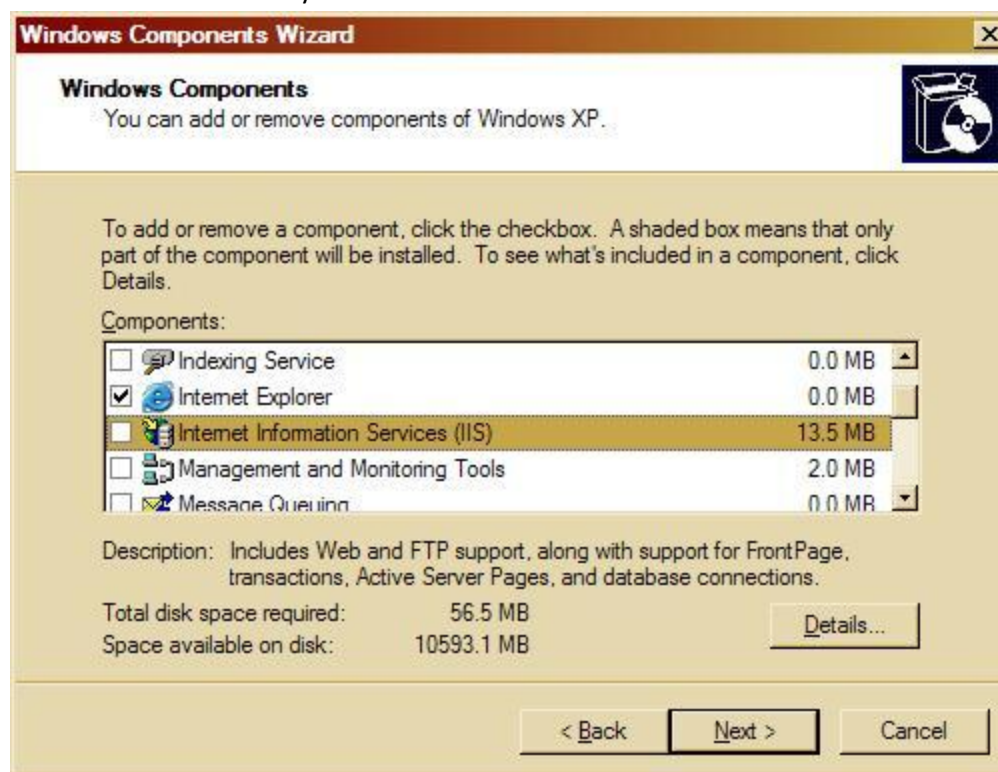 Windows Components Wizard
Windows Components
You can add or remove components of Windows XP.
To add or remove a component, click the checkbox. A shaded box means that only
part of the component will be installed. To see what's included in a component, click
Details.
Components:
Indexing Service 0.0 MB
Internet Explorer 0.0 MB
Internet Information Services (IIS) 13.5 MB
Management and Monitoring Tools 2.0 MB
Message Queuing 0.0 MB
Description: Includes Web and FTP support, along with support for FrontPage,
transactions, Active Server Pages, and database connections.
Total disk space required: 56.5 MB
Space available on disk: 10593.1 MB
Details...
< Back Next > Cancel